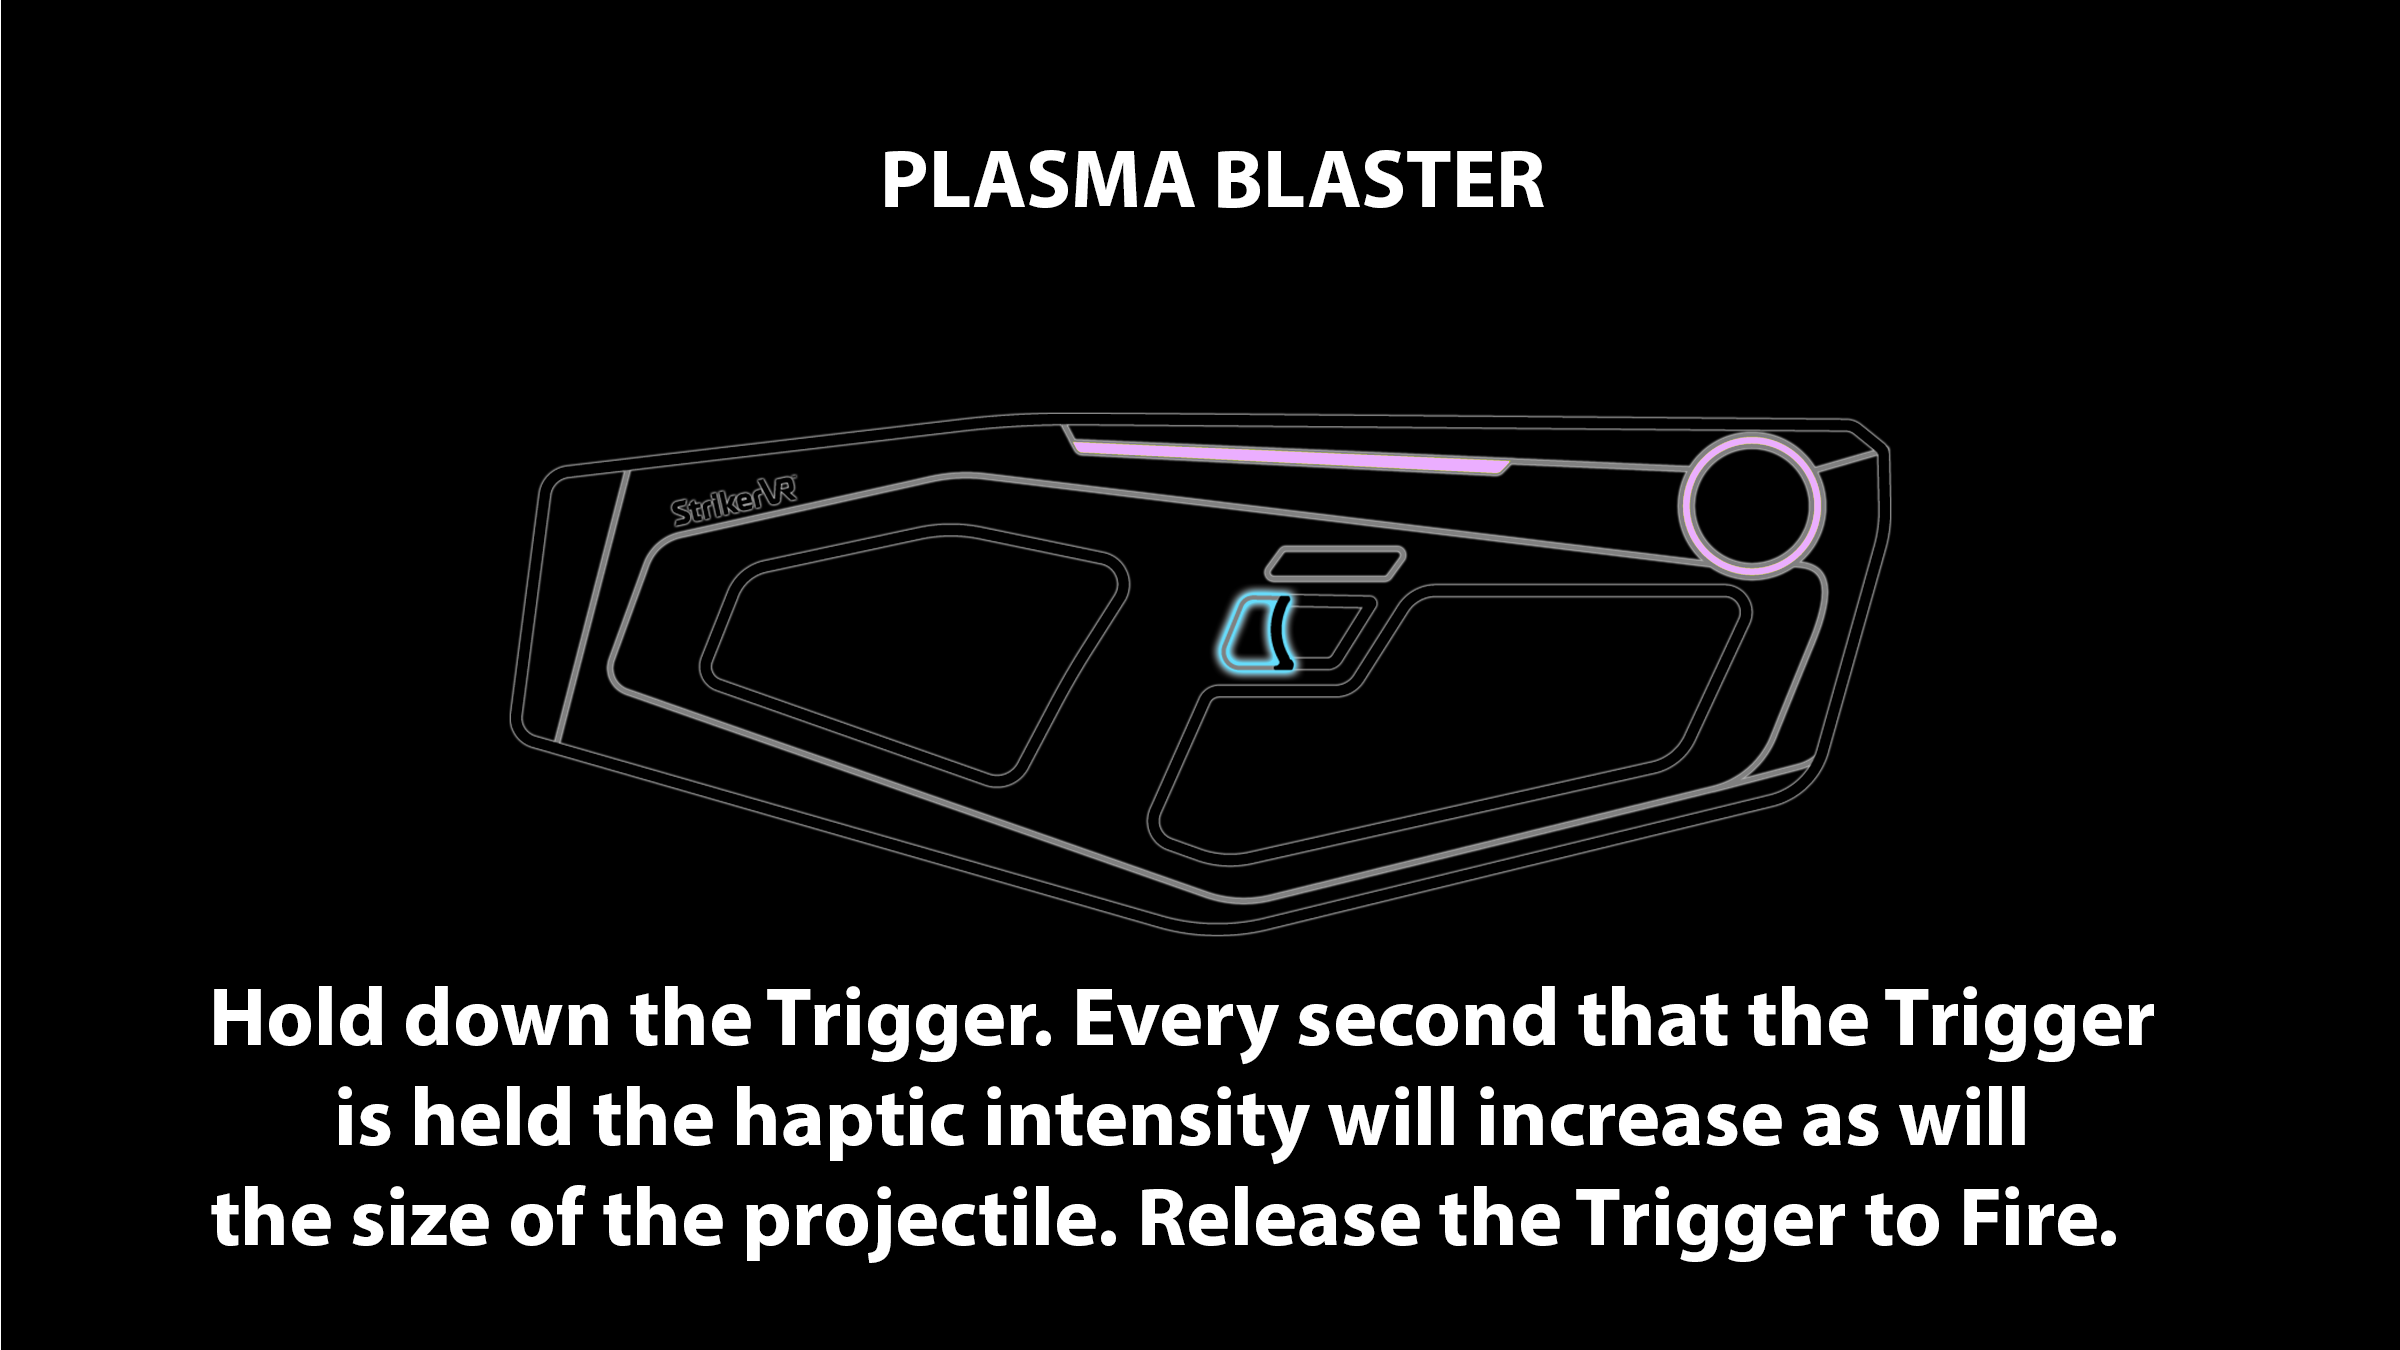 PLASMA BLASTER
StrikerVR
Hold down the Trigger. Every second that the Trigger
is held the haptic intensity will increase as will
the size of the projectile. Release the Trigger to Fire.